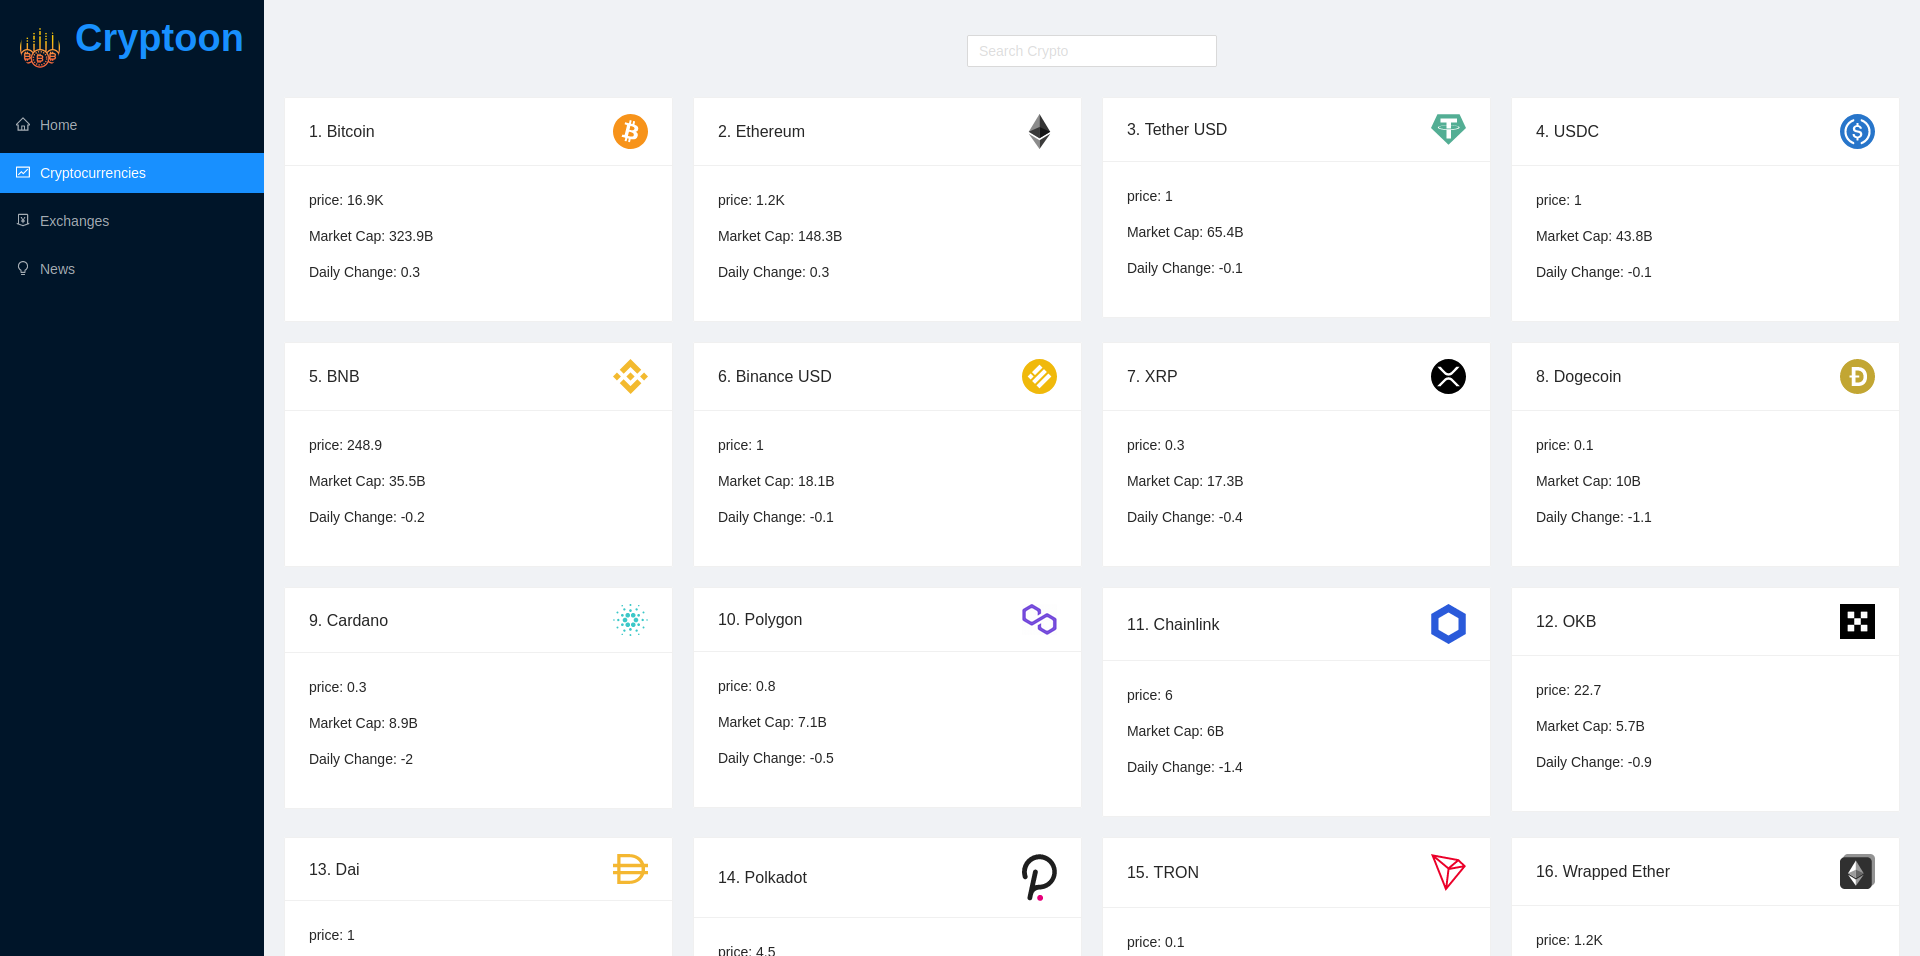 Cryptoon
Home
Cryptocurrencies
Exchanges
News
Search Crypto
1. Bitcoin
price: 16.9K
Market Cap: 323.9B
Daily Change: 0.3
2. Ethereum
price: 1.2K
Market Cap: 148.3B
Daily Change: 0.3
3. Tether USD
price: 1
Market Cap: 65.4B
Daily Change: -0.1
4. USDC
price: 1
Market Cap: 43.8B
Daily Change: -0.1
5. BNB
price: 248.9
Market Cap: 35.5B
Daily Change: -0.2
6. Binance USD
price: 1
Market Cap: 18.1B
Daily Change: -0.1
7. XRP
price: 0.3
Market Cap: 17.3B
Daily Change: -0.4
8. Dogecoin
price: 0.1
Market Cap: 10B
Daily Change: -1.1
9. Cardano
price: 0.3
Market Cap: 8.9B
Daily Change: -2
10. Polygon
price: 0.8
Market Cap: 7.1B
Daily Change: -0.5
11. Chainlink
price: 6
Market Cap: 6B
Daily Change: -1.4
12. OKB
price: 22.7
Market Cap: 5.7B
Daily Change: -0.9
13. Dai
price: 1
14. Polkadot
price: 4.5
15. TRON
price: 0.1
16. Wrapped Ether
price: 1.2K